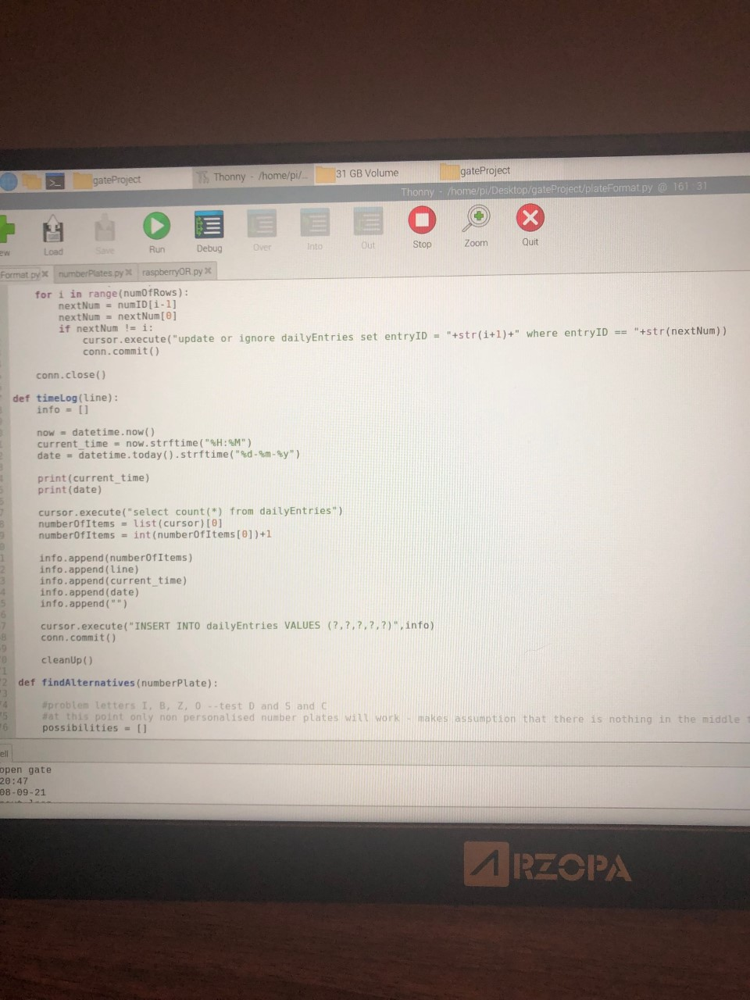 gateProject
Thonny - /home/pi/...
31 GB Volume
gateProject
Thonny - /home/pi/Desktop/gateProject/plateFormat.py @ 161:31
ew
Load
Save
Run
Debug
Over
Into
Out
Stop
Zoom
Quit
Format.py
numberPlates.py
raspberryOR.py
for i in range(numOfRows):
nextNum = numID[i-1]
nextNum = nextNum[0]
if nextNum != i:
cursor.execute("update or ignore dailyEntries set entryID = "+str(i+1)+" where entryID == "+str(nextNum))
conn.commit()
conn.close()
def timeLog(line):
info = []
now = datetime.now()
current_time = now.strftime("%H:%M")
date = datetime.today().strftime("%d-%m-%y")
print(current_time)
print(date)
cursor.execute("select count(*) from dailyEntries")
numberOfItems = list(cursor)[0]
numberOfItems = int(numberOfItems[0])+1
info.append(numberOfItems)
info.append(line)
info.append(current_time)
info.append(date)
info.append("")
cursor.execute("INSERT INTO dailyEntries VALUES (?,?,?,?,?)",info)
conn.commit()
cleanUp()
def findAlternatives(numberPlate):
#problem letters I, B, Z, O --test D and S and C
#at this point only non personalised number plates will work - makes assumption that there is nothing in the middle
possibilities = []
ell
open gate
20:47
08-09-21
ARZOPA